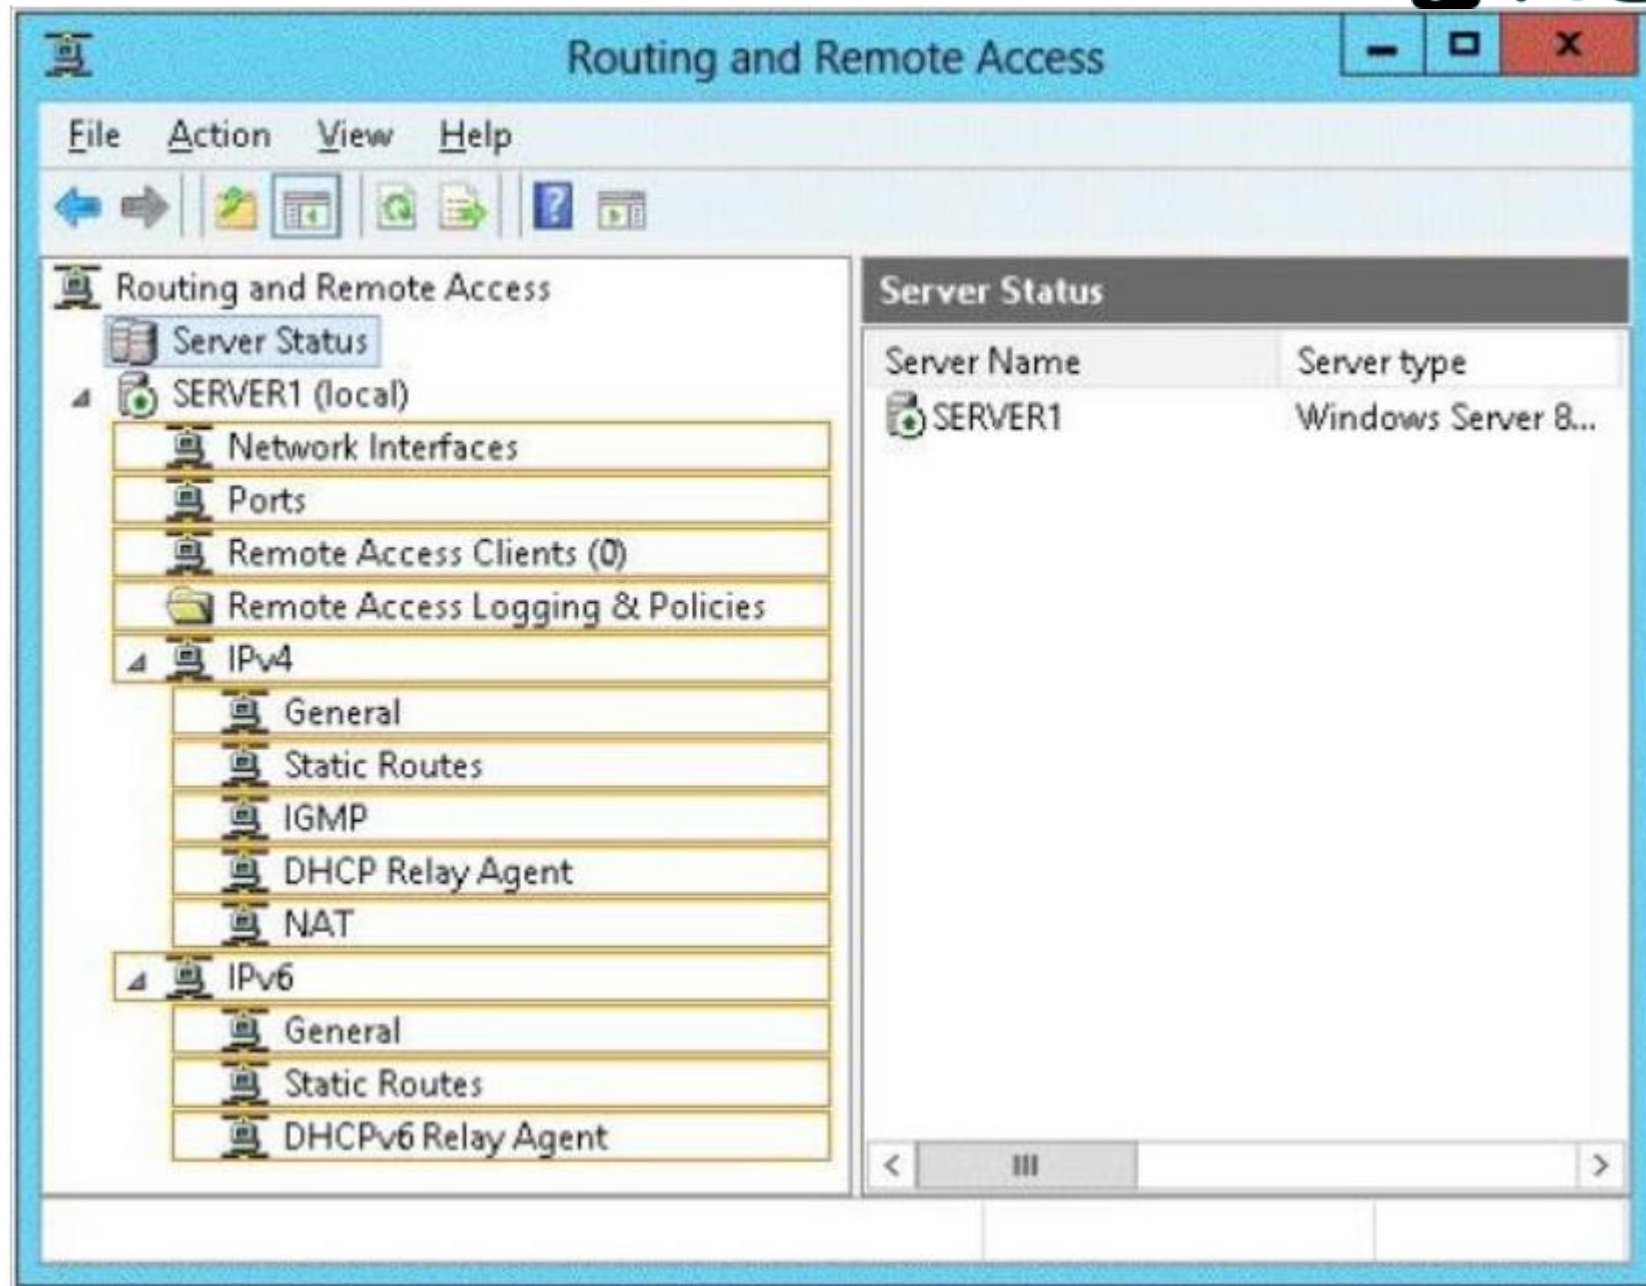 Routing and Remote Access
File Action View Help
Routing and Remote Access
Server Status
SERVER1 (local)
Network Interfaces
Ports
Remote Access Clients (0)
Remote Access Logging & Policies
IPv4
General
Static Routes
IGMP
DHCP Relay Agent
NAT
IPv6
General
Static Routes
DHCPv6 Relay Agent
Server Status
Server Name Server type
SERVER1 Windows Server 8...